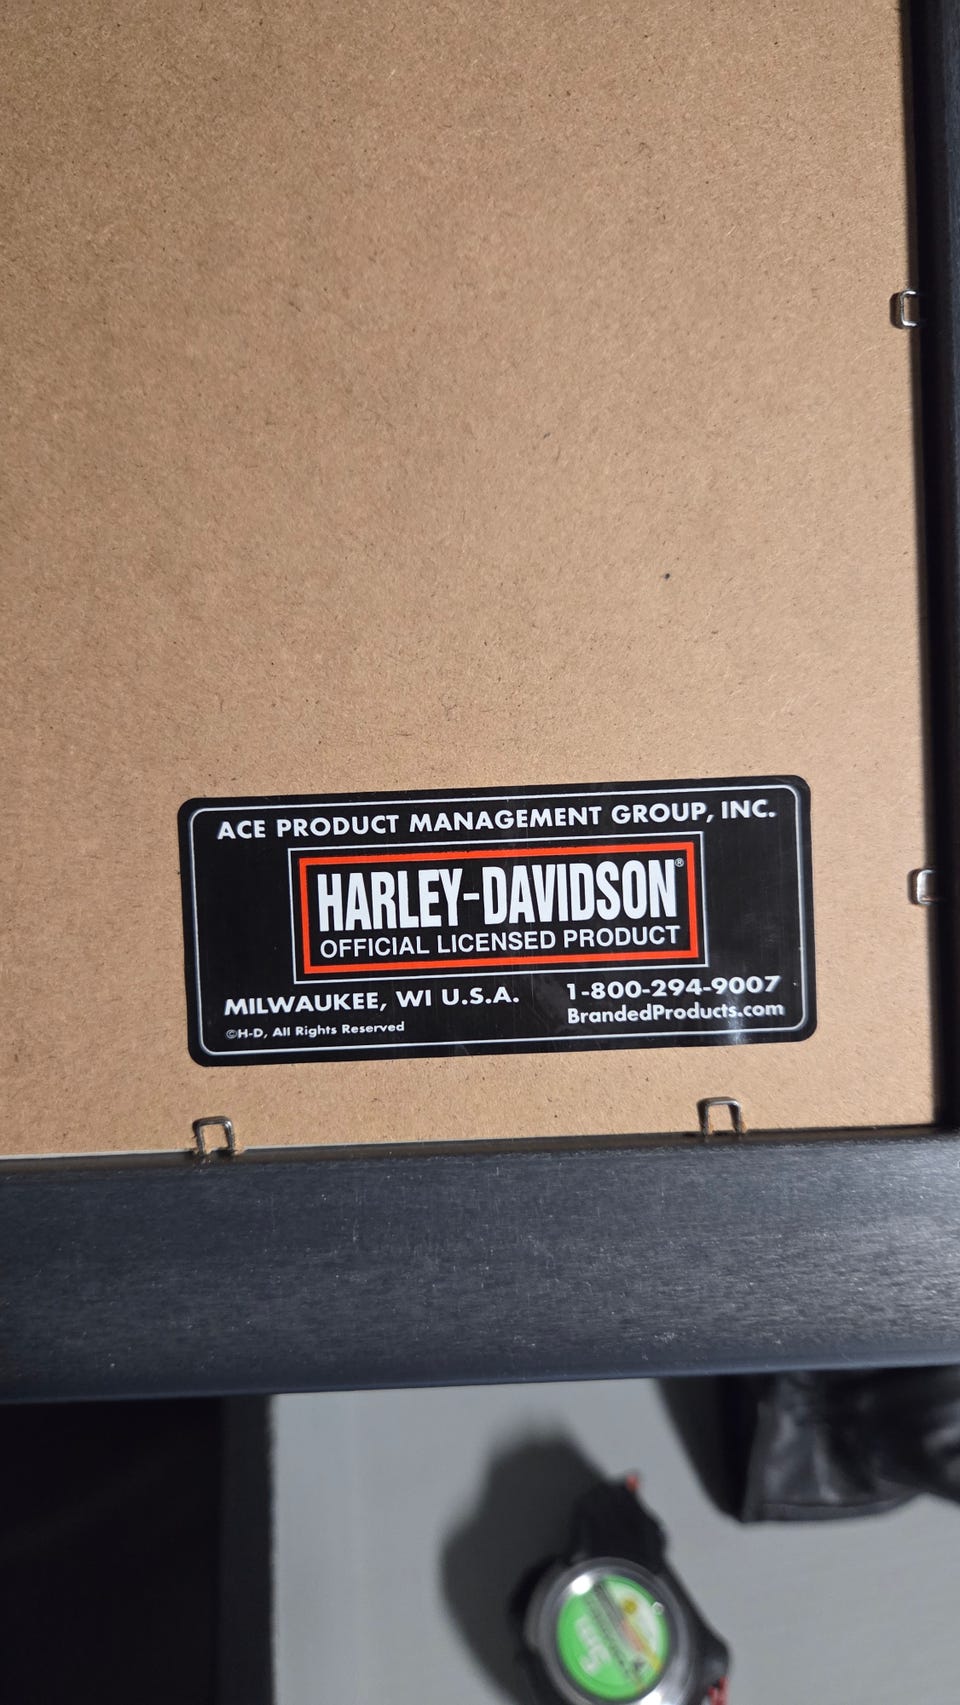 ACE PRODUCT MANAGEMENT GROUP, INC.
HARLEY-DAVIDSON®
OFFICIAL LICENSED PRODUCT
MILWAUKEE, WI U.S.A.
©H-D, All Rights Reserved
1-800-294-9007
BrandedProducts.com
5m